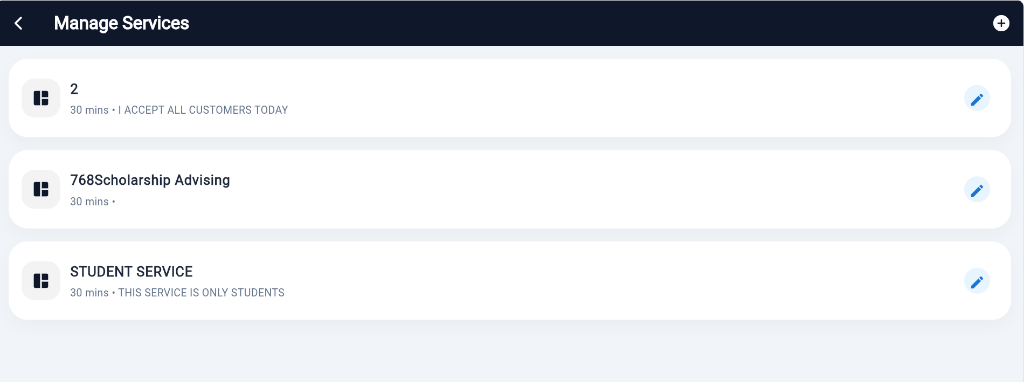 Manage Services
2
30 mins • I ACCEPT ALL CUSTOMERS TODAY
768Scholarship Advising
30 mins •
STUDENT SERVICE
30 mins • THIS SERVICE IS ONLY STUDENTS